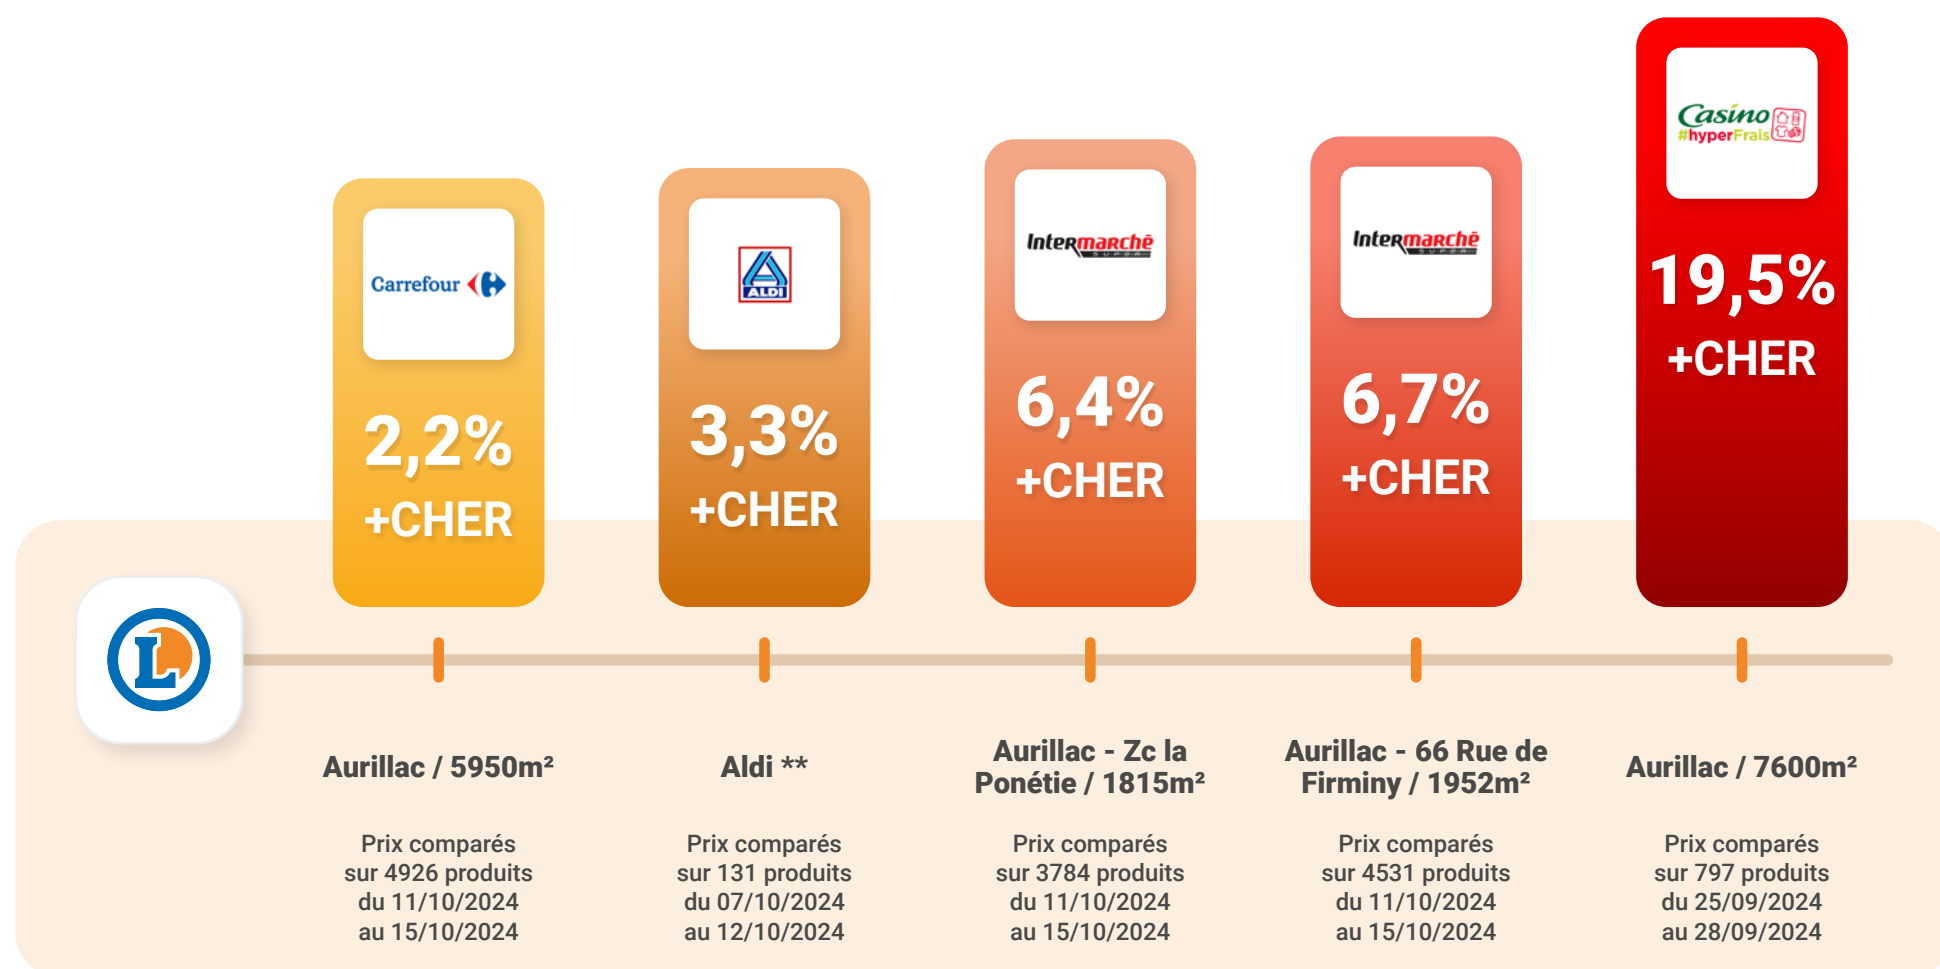 Carrefour
2,2%
+CHER
ALDI
3,3%
+CHER
Intermarché
SUPER
6,4%
+CHER
Intermarché
SUPER
6,7%
+CHER
Casino
#hyperFrais
19,5%
+CHER
L
Aurillac / 5950m²
Prix comparés
sur 4926 produits
du 11/10/2024
au 15/10/2024
Aldi **
Prix comparés
sur 131 produits
du 07/10/2024
au 12/10/2024
Aurillac - Zc la
Ponétie / 1815m²
Prix comparés
sur 3784 produits
du 11/10/2024
au 15/10/2024
Aurillac - 66 Rue de
Firminy / 1952m²
Prix comparés
sur 4531 produits
du 11/10/2024
au 15/10/2024
Aurillac / 7600m²
Prix comparés
sur 797 produits
du 25/09/2024
au 28/09/2024